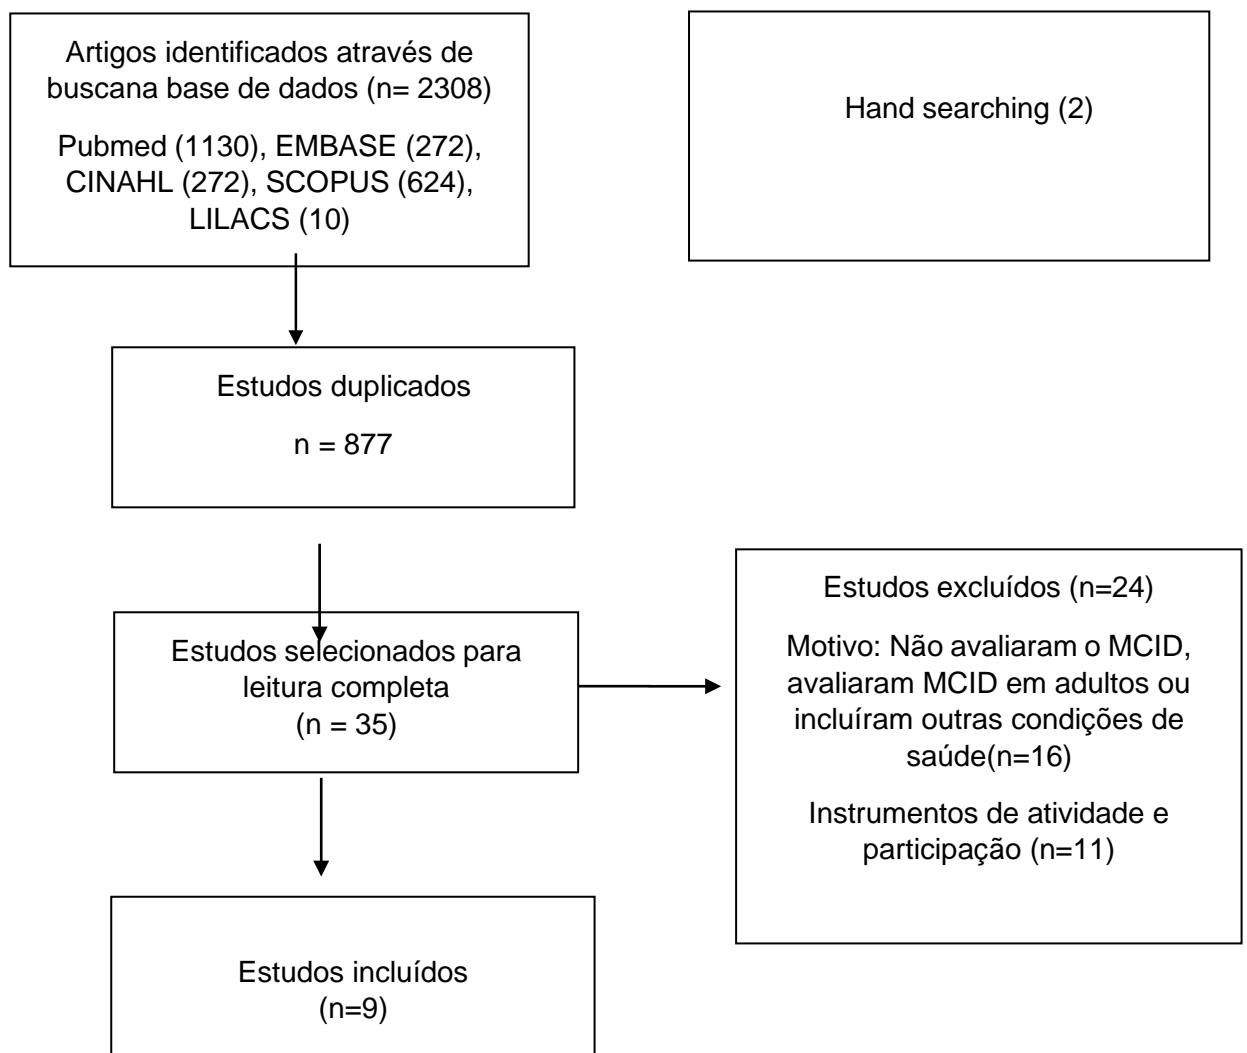 Artigos identificados através de
buscana base de dados (n= 2308)
Pubmed (1130), EMBASE (272),
CINAHL (272), SCOPUS (624),
LILACS (10)
Hand searching (2)
Estudos duplicados
n = 877
Estudos selecionados para
leitura completa
(n = 35)
Estudos excluídos (n=24)
Motivo: Não avaliaram o MCID,
avaliaram MCID em adultos ou
incluíram outras condições de
saúde(n=16)
Instrumentos de atividade e
participação (n=11)
Estudos incluídos
(n=9)